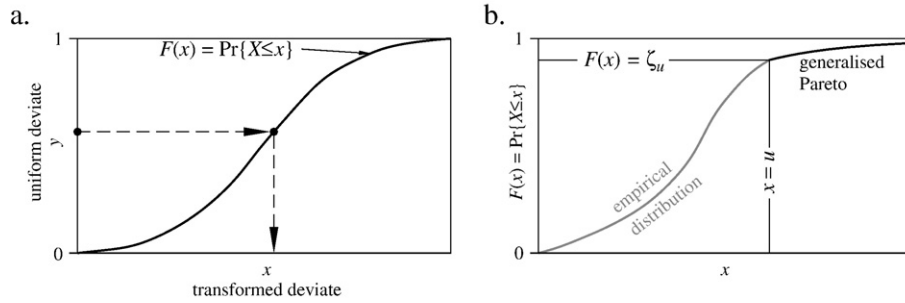 a.
1
F(x) = Pr{X≤x}
uniform deviate
y
0
x
transformed deviate
b.
1
F(x) = ζu
generalised
Pareto
F(x) = Pr{X≤x}
x = u
empirical
distribution
0
x